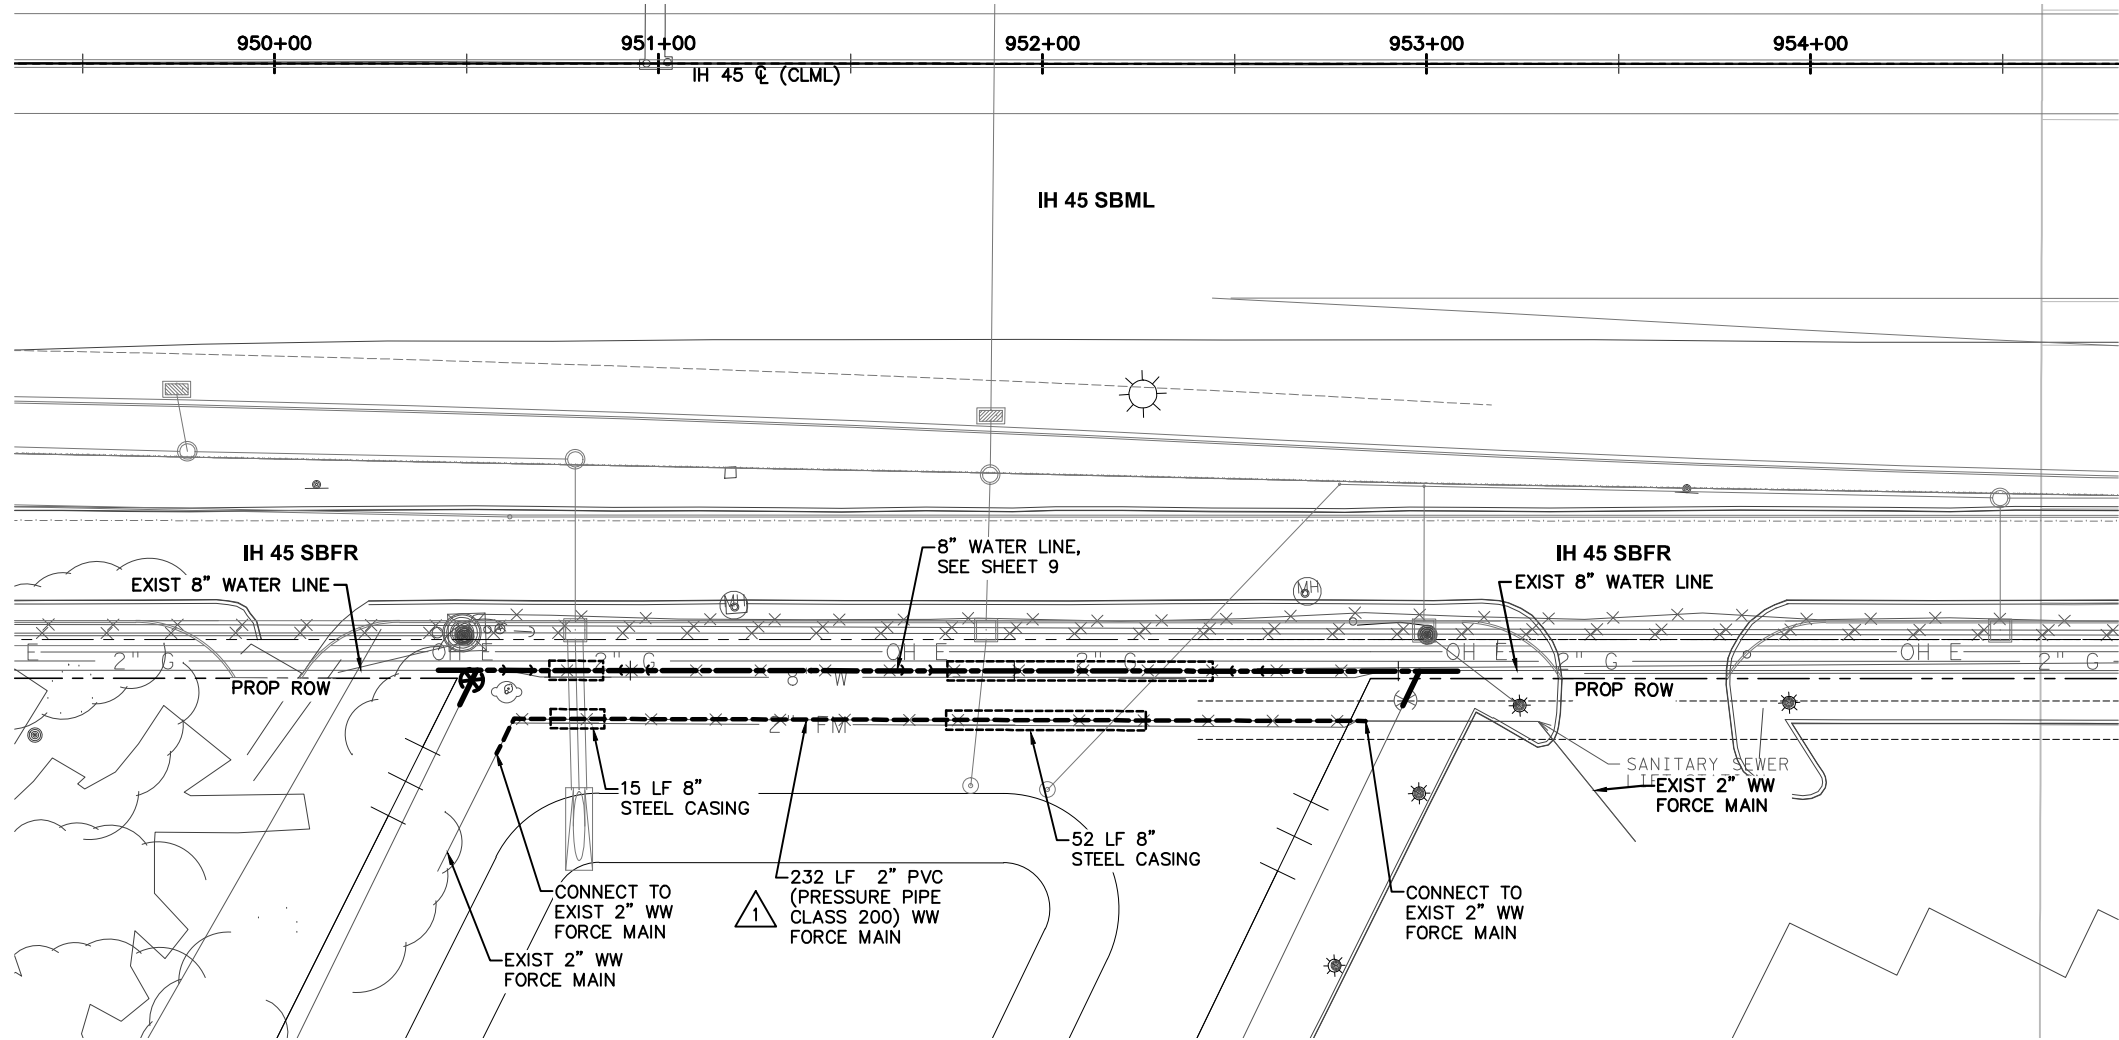 950+00
951+00
952+00
953+00
954+00
IH 45 ℄ (CLML)
IH 45 SBML
IH 45 SBFR
EXIST 8" WATER LINE
8" WATER LINE,
SEE SHEET 9
IH 45 SBFR
EXIST 8" WATER LINE
MH
MH
E
2" G
OH E
2" G
OH E
2" G
OH E
2" G
OH E
2" G
PROP ROW
8" W
PROP ROW
2" FM
SANITARY SEWER
LIFT STATION
EXIST 2" WW
FORCE MAIN
15 LF 8"
STEEL CASING
52 LF 8"
STEEL CASING
232 LF 2" PVC
(PRESSURE PIPE
CLASS 200) WW
FORCE MAIN
1
CONNECT TO
EXIST 2" WW
FORCE MAIN
CONNECT TO
EXIST 2" WW
FORCE MAIN
EXIST 2" WW
FORCE MAIN